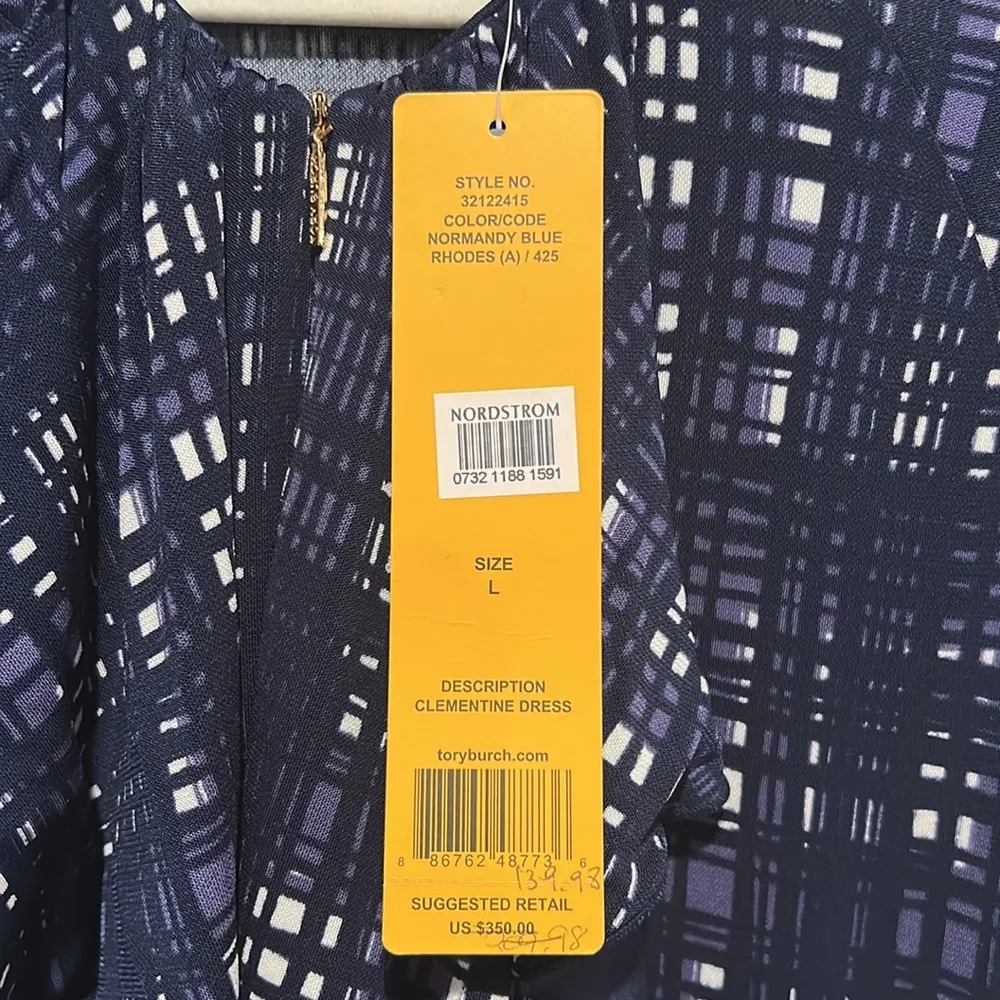 STYLE NO.
32122415
COLOR/CODE
NORMANDY BLUE
RHODES (A) / 425
NORDSTROM
0732 1188 1591
SIZE
L
DESCRIPTION
CLEMENTINE DRESS
toryburch.com
8 86762 48773 6
139.98
SUGGESTED RETAIL
US $350.00